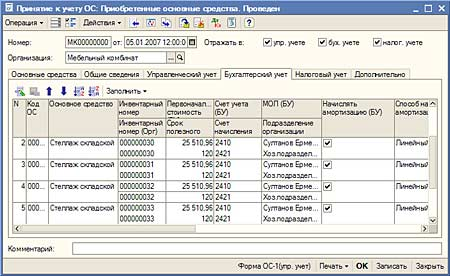 Принятие к учету ОС: Приобретенные основные средства. Проведен
Операция Действия
Номер: МК00000000 от: 05.01.2007 12:00:0 Отражать в: упр. учете бух. учете налог. учете
Организация: Мебельный комбинат
Основные средства Общие сведения Управленческий учет Бухгалтерский учет Налоговый учет Дополнительно
Заполнить
N Код ОС Основное средство Инвентарный номер Первоначал... стоимость Счет учета (БУ) МОЛ (БУ) Начислять амортизацию (БУ) Способ на амортизац
Инвентарный номер (Орг) Срок полезного Счет начисления Подразделение организации
2 000... Стеллаж складской 000000030 25 510,96 2410 Султанов Ерме... Линейный
000000030 120 2421 Хоз.подраздел...
3 000... Стеллаж складской 000000031 25 510,96 2410 Султанов Ерме... Линейный
000000031 120 2421 Хоз.подраздел...
4 000... Стеллаж складской 000000032 25 510,96 2410 Султанов Ерме... Линейный
000000032 120 2421 Хоз.подраздел...
5 000... Стеллаж складской 000000033 25 510,96 2410 Султанов Ерме... Линейный
000000033 120 2421 Хоз.подраздел...
Комментарий:
Форма ОС-1(упр. учет) Печать OK Записать Закрыть